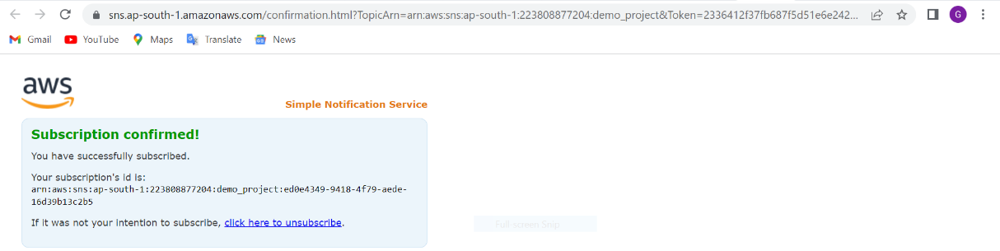 sns.ap-south-1.amazonaws.com/confirmation.html?TopicArn=arn:aws:sns:ap-south-1:223808877204:demo_project&Token=2336412f37fb687f5d51e6e242...
G
Gmail YouTube Maps Translate News
aws
Simple Notification Service
Subscription confirmed!
You have successfully subscribed.
Your subscription's id is:
arn:aws:sns:ap-south-1:223808877204:demo_project:ed0e4349-9418-4f79-aede-
16d39b13c2b5
If it was not your intention to subscribe, click here to unsubscribe.
Full-screen Snip